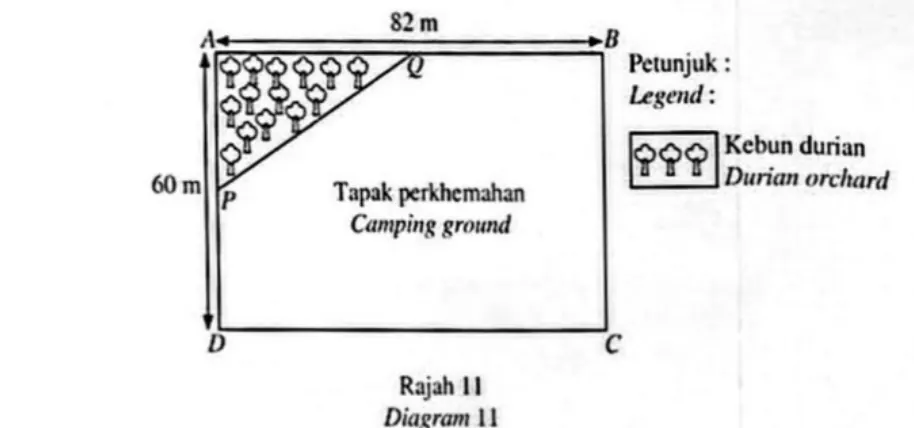 82 m
A
B
Q
Petunjuk :
Legend :
Kebun durian
Durian orchard
60 m
P
Tapak perkhemahan
Camping ground
D
C
Rajah 11
Diagram 11